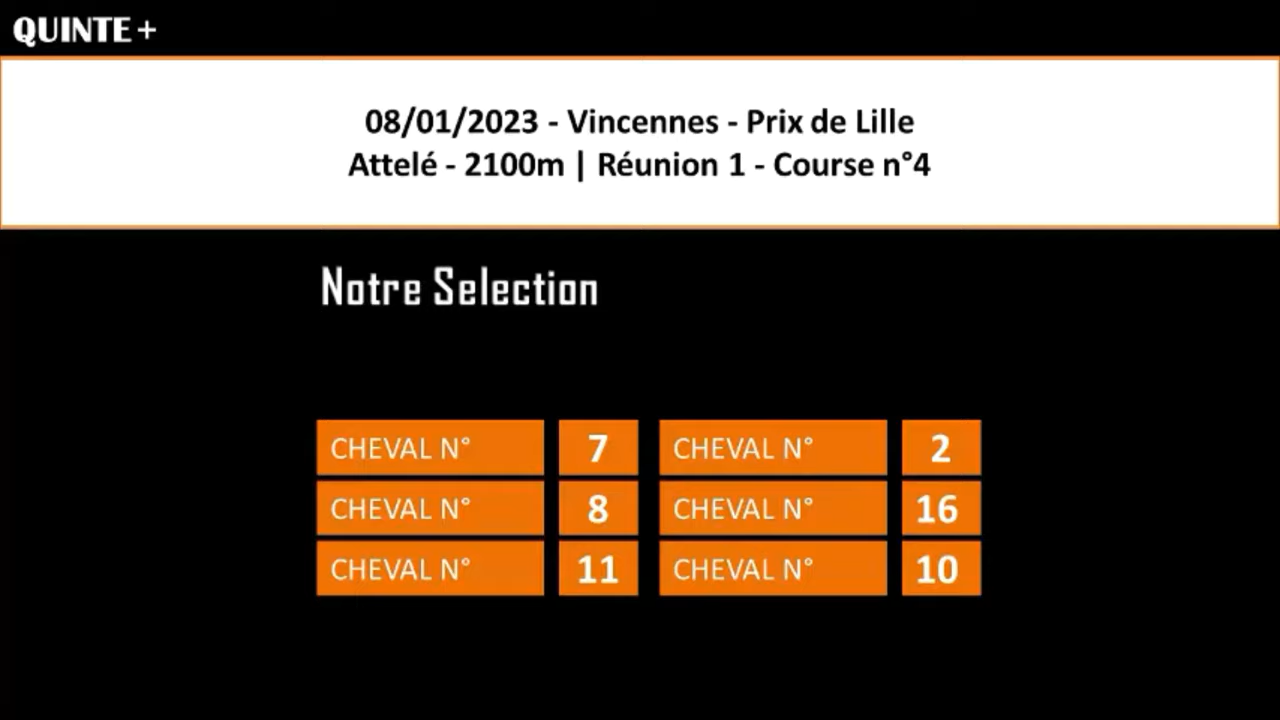 QUINTE+
08/01/2023 - Vincennes - Prix de Lille
Attelé - 2100m | Réunion 1 - Course n°4
Notre Selection
CHEVAL N° 7 CHEVAL N° 2
CHEVAL N° 8 CHEVAL N° 16
CHEVAL N° 11 CHEVAL N° 10